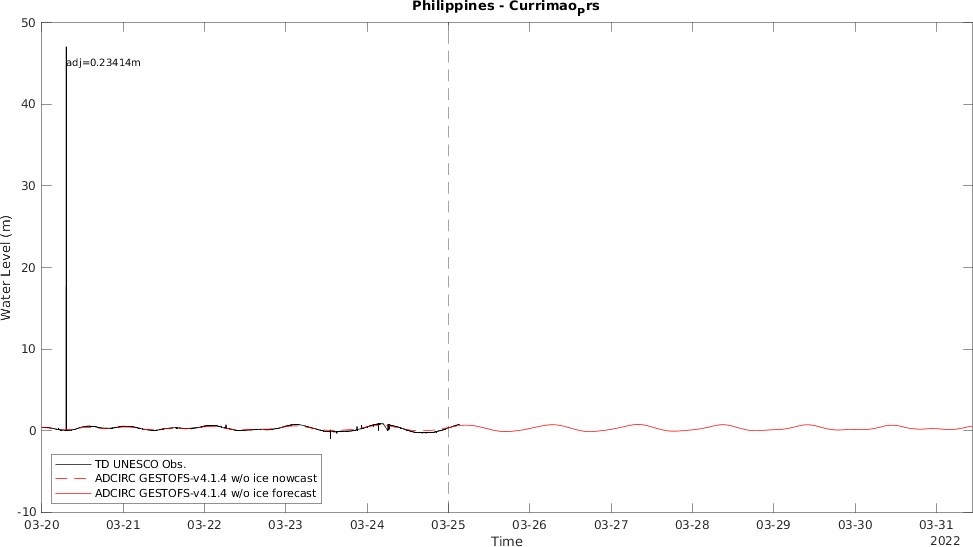 Philippines - Currimao_prs
50
adj=0.23414m
40
30
20
10
0
-10
Water Level (m)
TD UNESCO Obs.
ADCIRC GESTOFS-v4.1.4 w/o ice nowcast
ADCIRC GESTOFS-v4.1.4 w/o ice forecast
03-20 03-21 03-22 03-23 03-24 03-25 03-26 03-27 03-28 03-29 03-30 03-31
Time
2022